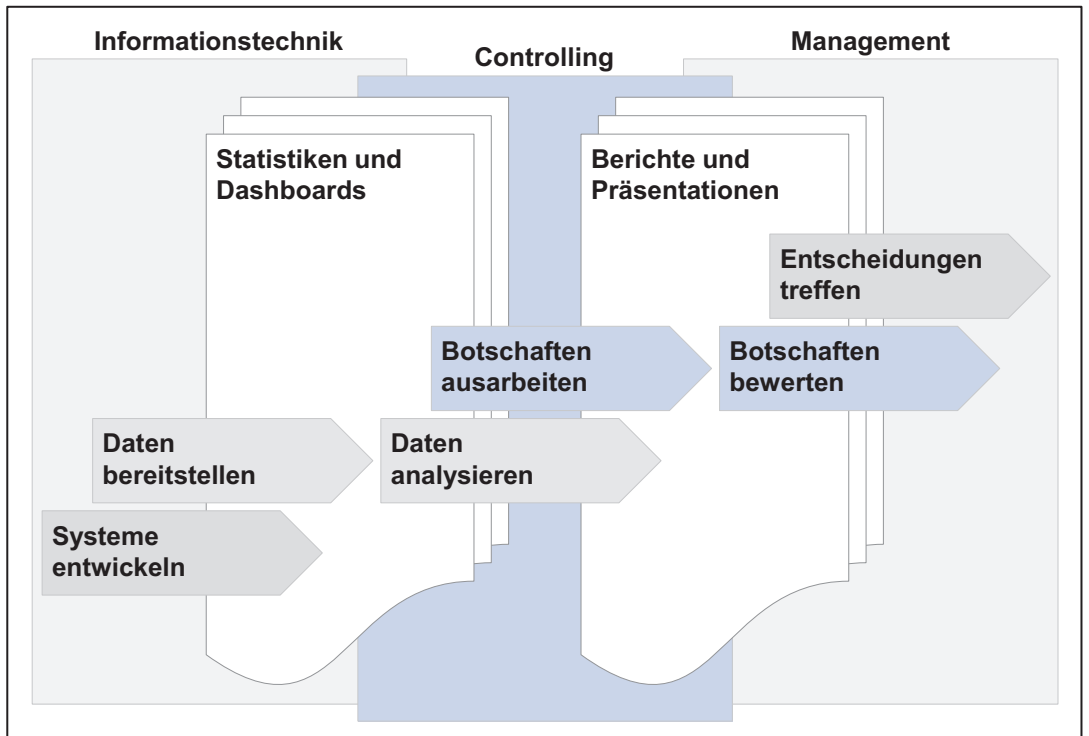 Informationstechnik
Controlling
Management
Statistiken und
Dashboards
Berichte und
Präsentationen
Entscheidungen
treffen
Botschaften
ausarbeiten
Botschaften
bewerten
Daten
bereitstellen
Daten
analysieren
Systeme
entwickeln